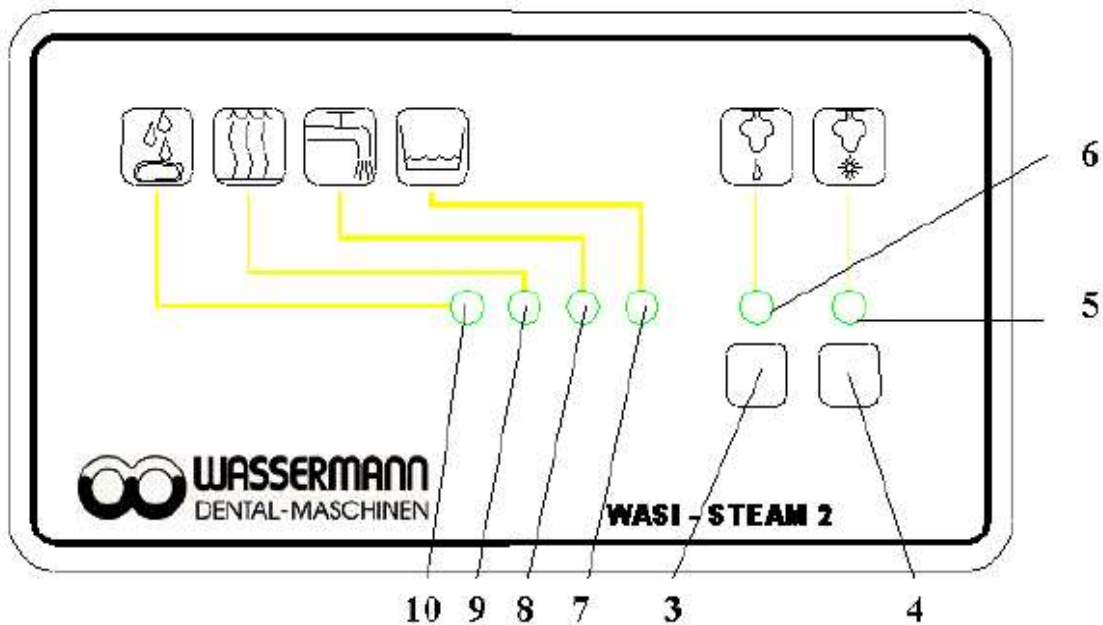 6
5
WASSERMANN
DENTAL-MASCHINEN
WASI - STEAM 2
10 9 8 7 3 4